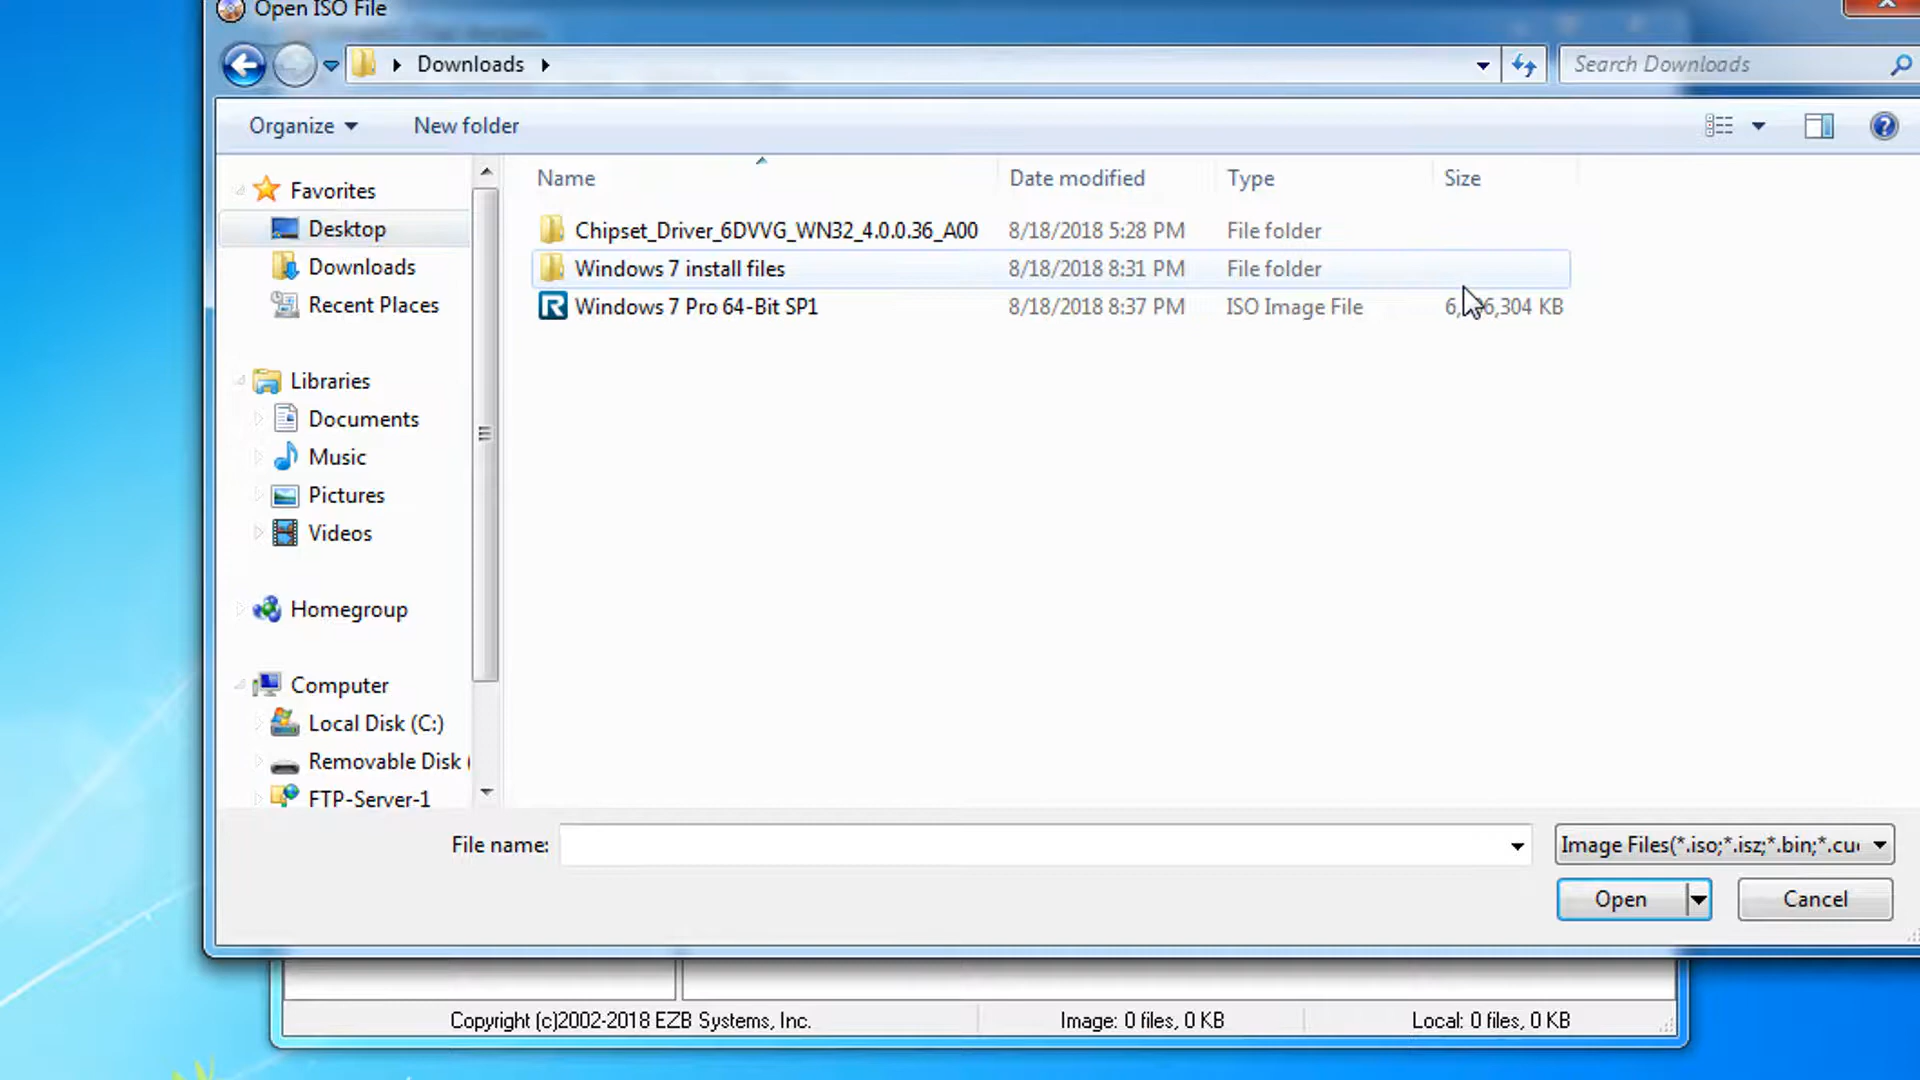 Open ISO File
Downloads
Search Downloads
Organize
New folder
Name
Date modified
Type
Size
Favorites
Desktop
Downloads
Recent Places
Libraries
Documents
Music
Pictures
Videos
Homegroup
Computer
Local Disk (C:)
Removable Disk (
FTP-Server-1
Chipset_Driver_6DVVG_WN32_4.0.0.36_A00 8/18/2018 5:28 PM File folder
Windows 7 install files 8/18/2018 8:31 PM File folder
Windows 7 Pro 64-Bit SP1 8/18/2018 8:37 PM ISO Image File KB
File name:
Image Files(*.iso;*.isz;*.bin;*.cu
Open
Cancel
Copyright (c)2002-2018 EZB Systems, Inc.
Image: 0 files, 0 KB
Local: 0 files, 0 KB